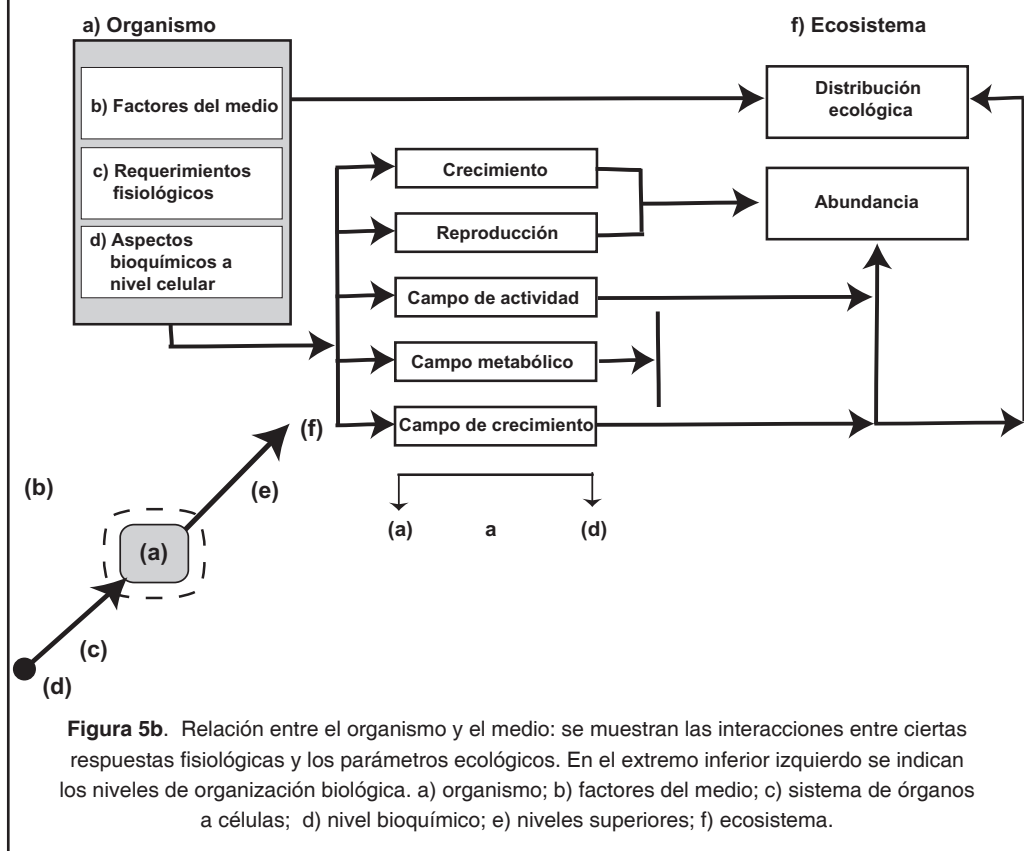 a) Organismo
f) Ecosistema
b) Factores del medio
c) Requerimientos
fisiológicos
d) Aspectos
bioquímicos a
nivel celular
Crecimiento
Reproducción
Campo de actividad
Campo metabólico
Campo de crecimiento
Distribución
ecológica
Abundancia
(a) a (d)
(f)
(b)
(e)
(a)
(c)
(d)
Figura 5b. Relación entre el organismo y el medio: se muestran las interacciones entre ciertas
respuestas fisiológicas y los parámetros ecológicos. En el extremo inferior izquierdo se indican
los niveles de organización biológica. a) organismo; b) factores del medio; c) sistema de órganos
a células; d) nivel bioquímico; e) niveles superiores; f) ecosistema.